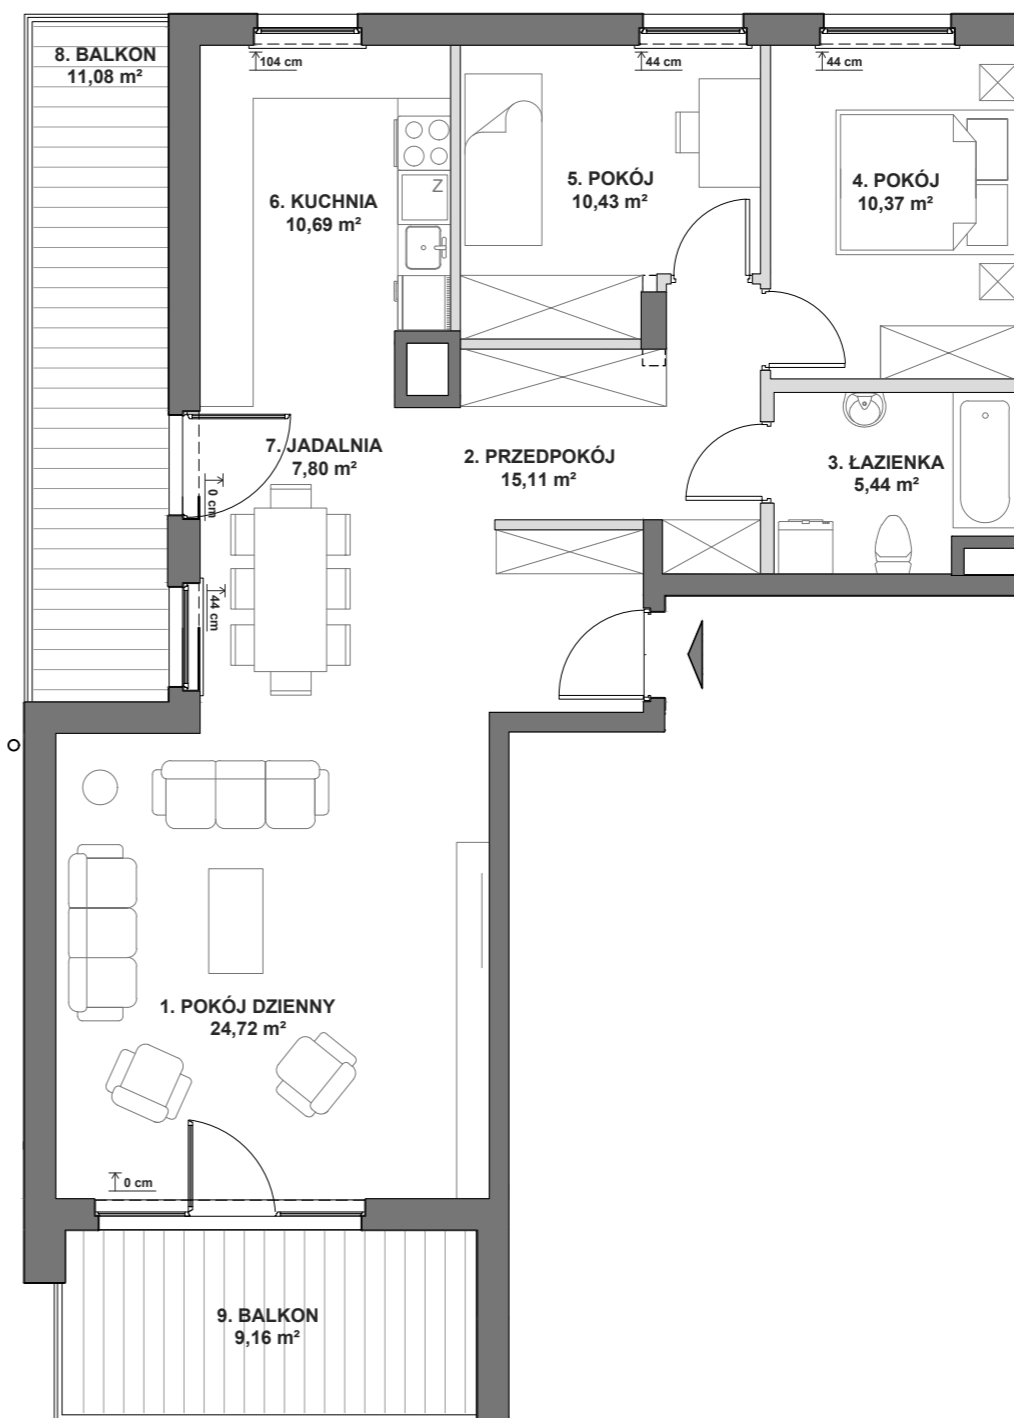 8. BALKON
11,08 m²
104 cm
44 cm
44 cm
6. KUCHNIA
10,69 m²
Z
5. POKÓJ
10,43 m²
4. POKÓJ
10,37 m²
7. JADALNIA
7,80 m²
0 cm
2. PRZEDPOKÓJ
15,11 m²
3. ŁAZIENKA
5,44 m²
44 cm
1. POKÓJ DZIENNY
24,72 m²
0 cm
9. BALKON
9,16 m²